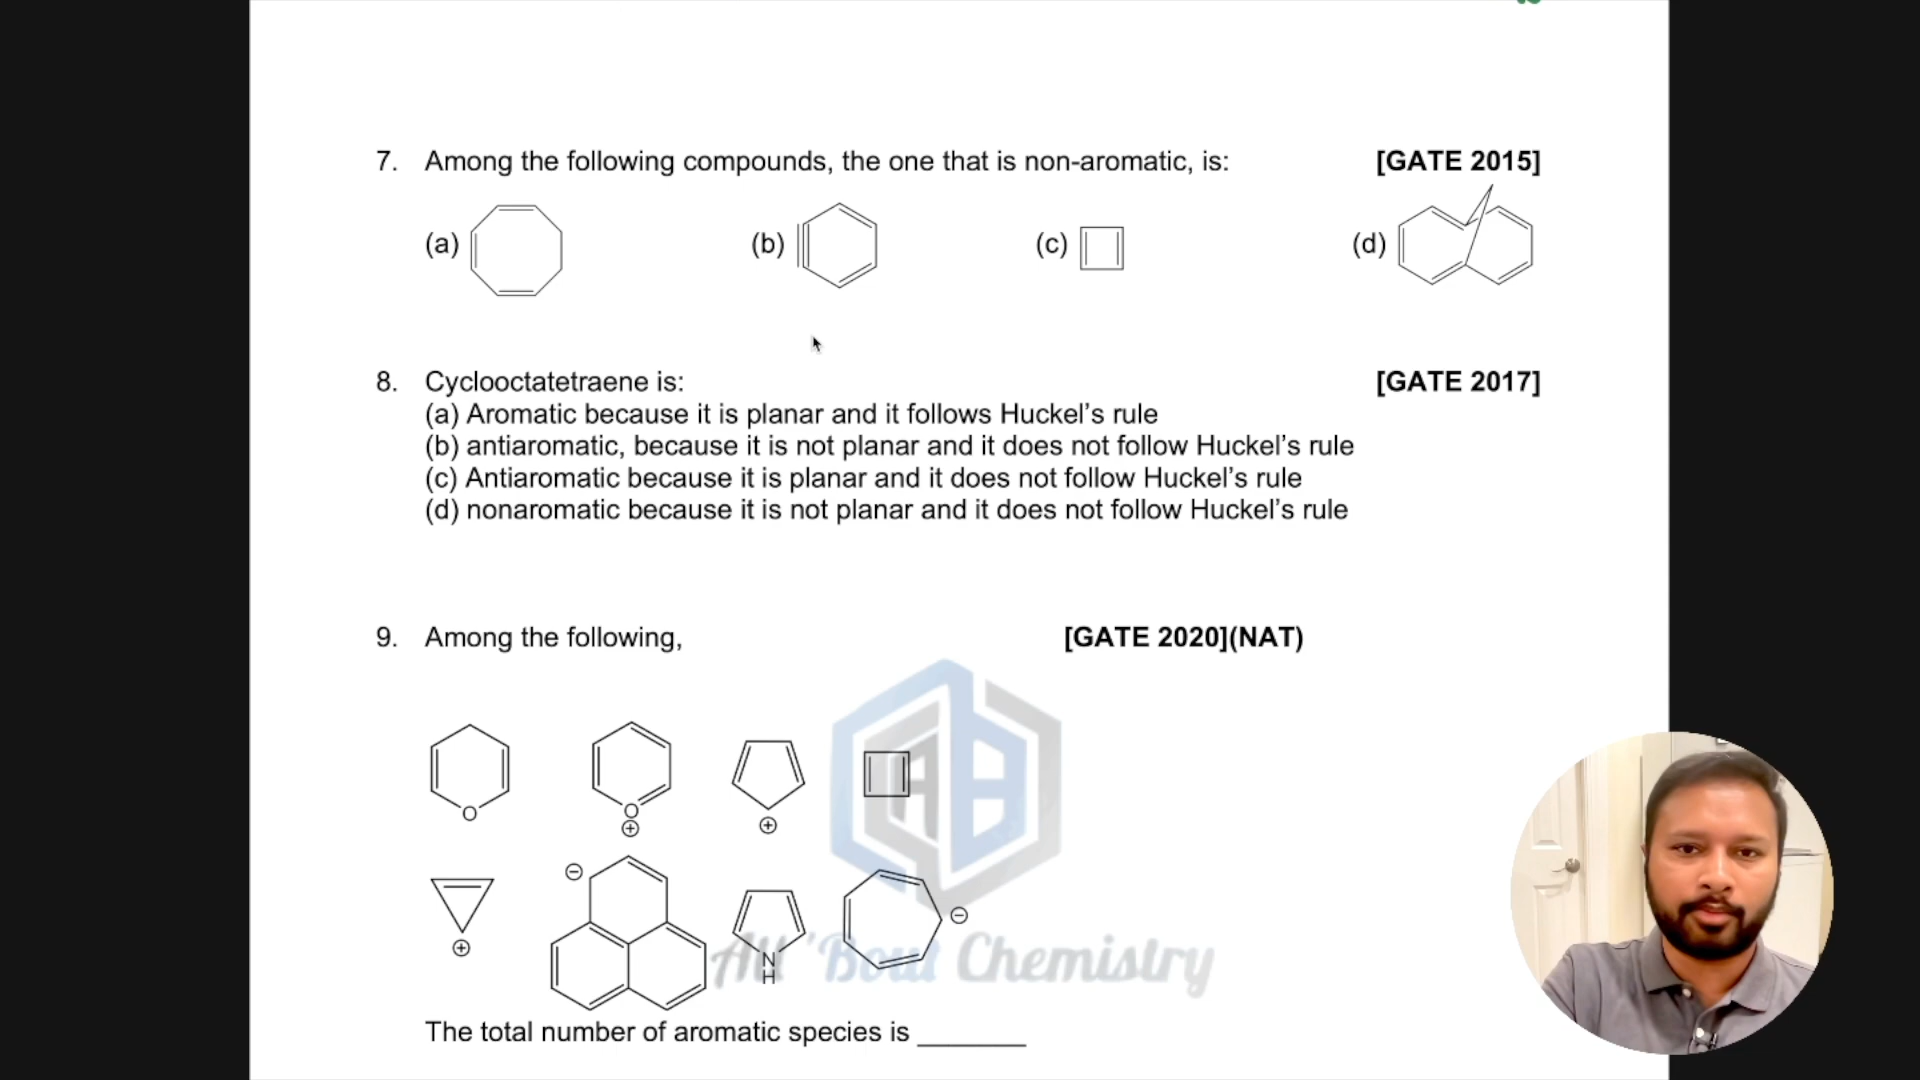 7. Among the following compounds, the one that is non-aromatic, is: [GATE 2015]
(a) (b) (c) (d)
8. Cyclooctatetraene is: [GATE 2017]
(a) Aromatic because it is planar and it follows Huckel's rule
(b) antiaromatic, because it is not planar and it does not follow Huckel's rule
(c) Antiaromatic because it is planar and it does not follow Huckel's rule
(d) nonaromatic because it is not planar and it does not follow Huckel's rule
9. Among the following, [GATE 2020](NAT)
O
O
⊕
⊕
AB
⊕
⊖
N
H
⊖
All 'Bout Chemistry
The total number of aromatic species is ________